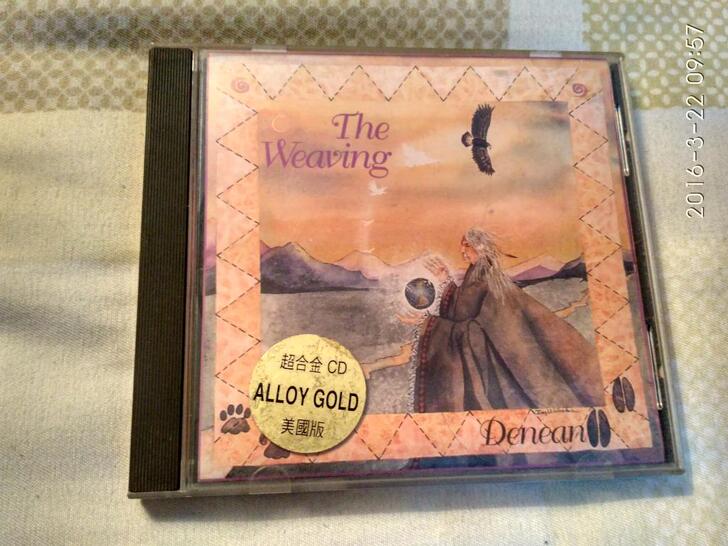 The
Weaving
超合金 CD
ALLOY GOLD
美國版
Denean
2016-3-22 09:57